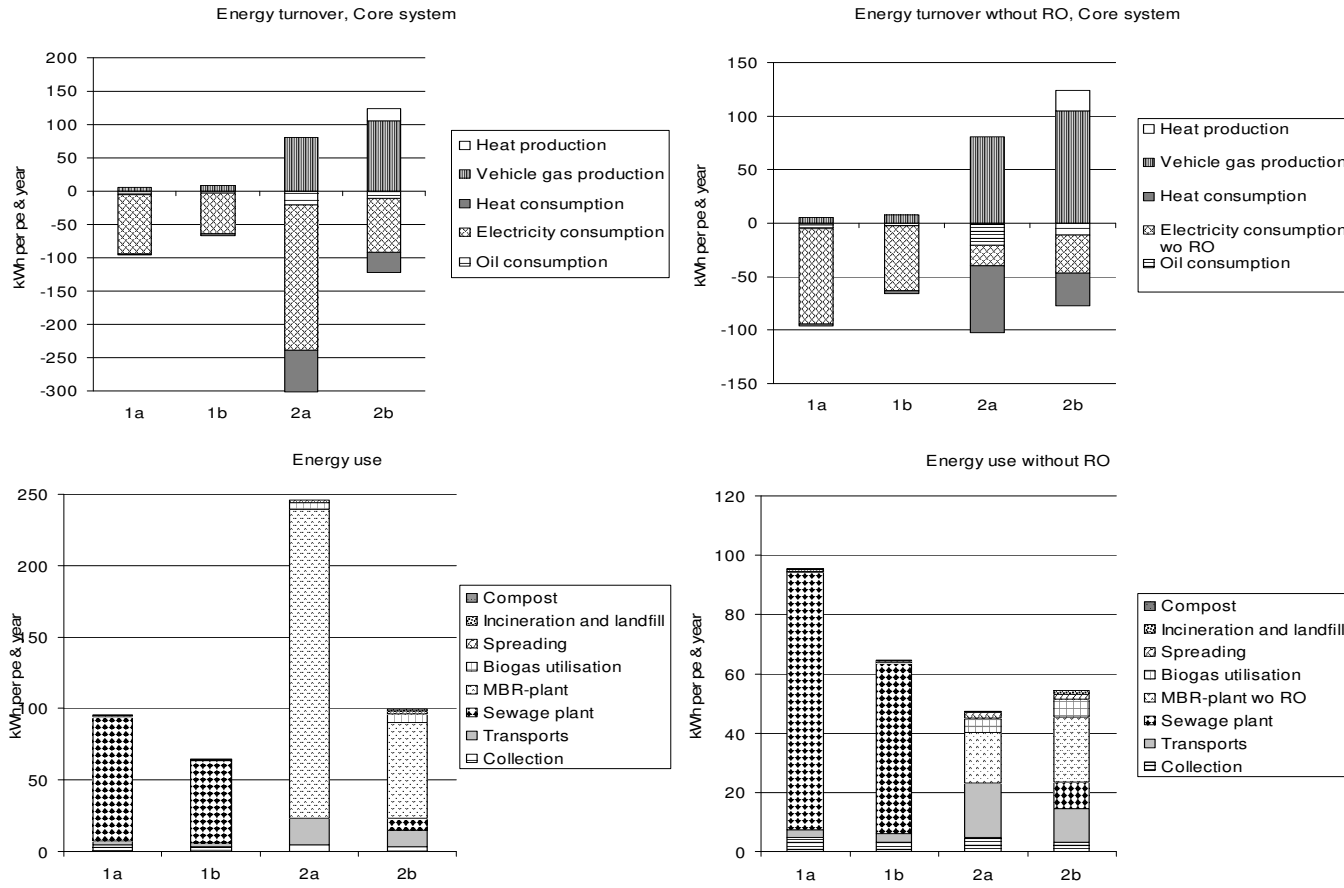 Energy turnover, Core system
kWh per pe & year
200
150
100
50
0
-50
-100
-150
-200
-250
-300
1a 1b 2a 2b
Heat production
Vehicle gas production
Heat consumption
Electricity consumption
Oil consumption
Energy turnover wthout RO, Core system
kWh per pe & year
150
100
50
0
-50
-100
-150
1a 1b 2a 2b
Heat production
Vehicle gas production
Heat consumption
Electricity consumption
wo RO
Oil consumption
Energy use
kWh per pe & year
250
200
150
100
50
0
1a 1b 2a 2b
Compost
Incineration and landfill
Spreading
Biogas utilisation
MBR-plant
Sewage plant
Transports
Collection
Energy use without RO
kWh per pe & year
120
100
80
60
40
20
0
1a 1b 2a 2b
Compost
Incineration and landfill
Spreading
Biogas utilisation
MBR-plant wo RO
Sewage plant
Transports
Collection